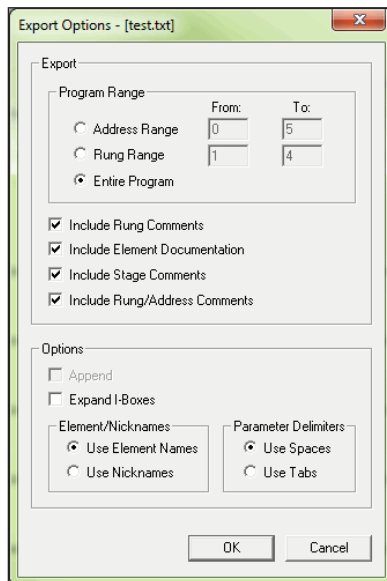 Export Options - [test.txt]
Export
Program Range
From: To:
Address Range 0 5
Rung Range 1 4
Entire Program
Include Rung Comments
Include Element Documentation
Include Stage Comments
Include Rung/Address Comments
Options
Append
Expand I-Boxes
Element/Nicknames Parameter Delimiters
Use Element Names Use Spaces
Use Nicknames Use Tabs
OK Cancel